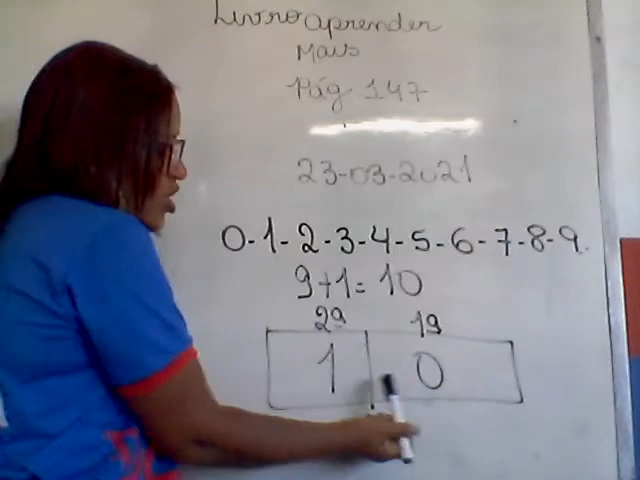 Livro aprender
Mais
Pág 147
23-03-2021
0-1-2-3-4-5-6-7-8-9.
9+1=10
2ª 1ª
1 0